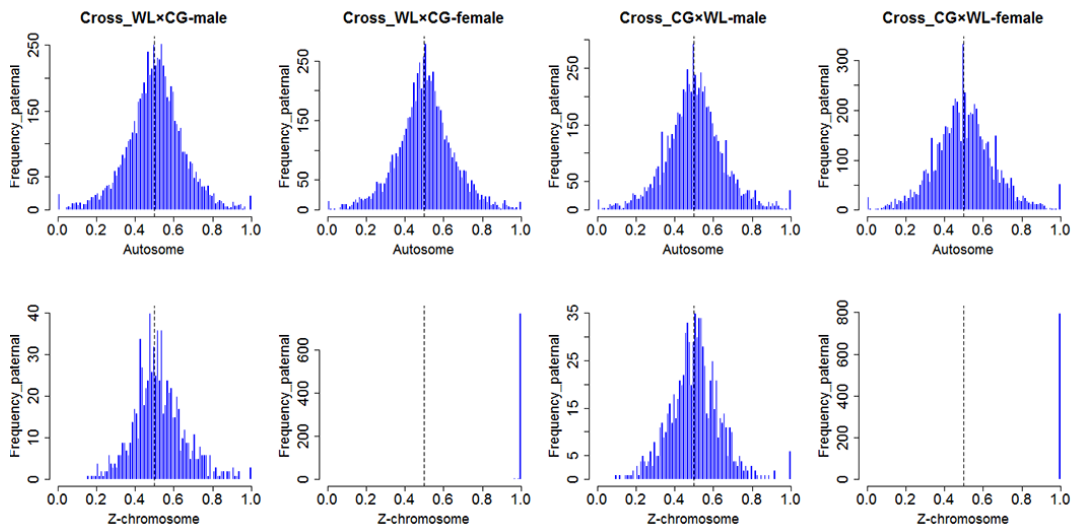 Cross_WL×CG-male
Cross_WL×CG-female
Cross_CG×WL-male
Cross_CG×WL-female
Frequency_paternal
0 50 150 250
0.0 0.2 0.4 0.6 0.8 1.0
Autosome
Frequency_paternal
0 50 150 250
0.0 0.2 0.4 0.6 0.8 1.0
Autosome
Frequency_paternal
0 50 150 250
0.0 0.2 0.4 0.6 0.8 1.0
Autosome
Frequency_paternal
0 100 200 300
0.0 0.2 0.4 0.6 0.8 1.0
Autosome
Frequency_paternal
0 10 20 30 40
0.0 0.2 0.4 0.6 0.8 1.0
Z-chromosome
Frequency_paternal
0 200 400 600
0.0 0.2 0.4 0.6 0.8 1.0
Z-chromosome
Frequency_paternal
0 5 15 25 35
0.0 0.2 0.4 0.6 0.8 1.0
Z-chromosome
Frequency_paternal
0 200 400 600 800
0.0 0.2 0.4 0.6 0.8 1.0
Z-chromosome